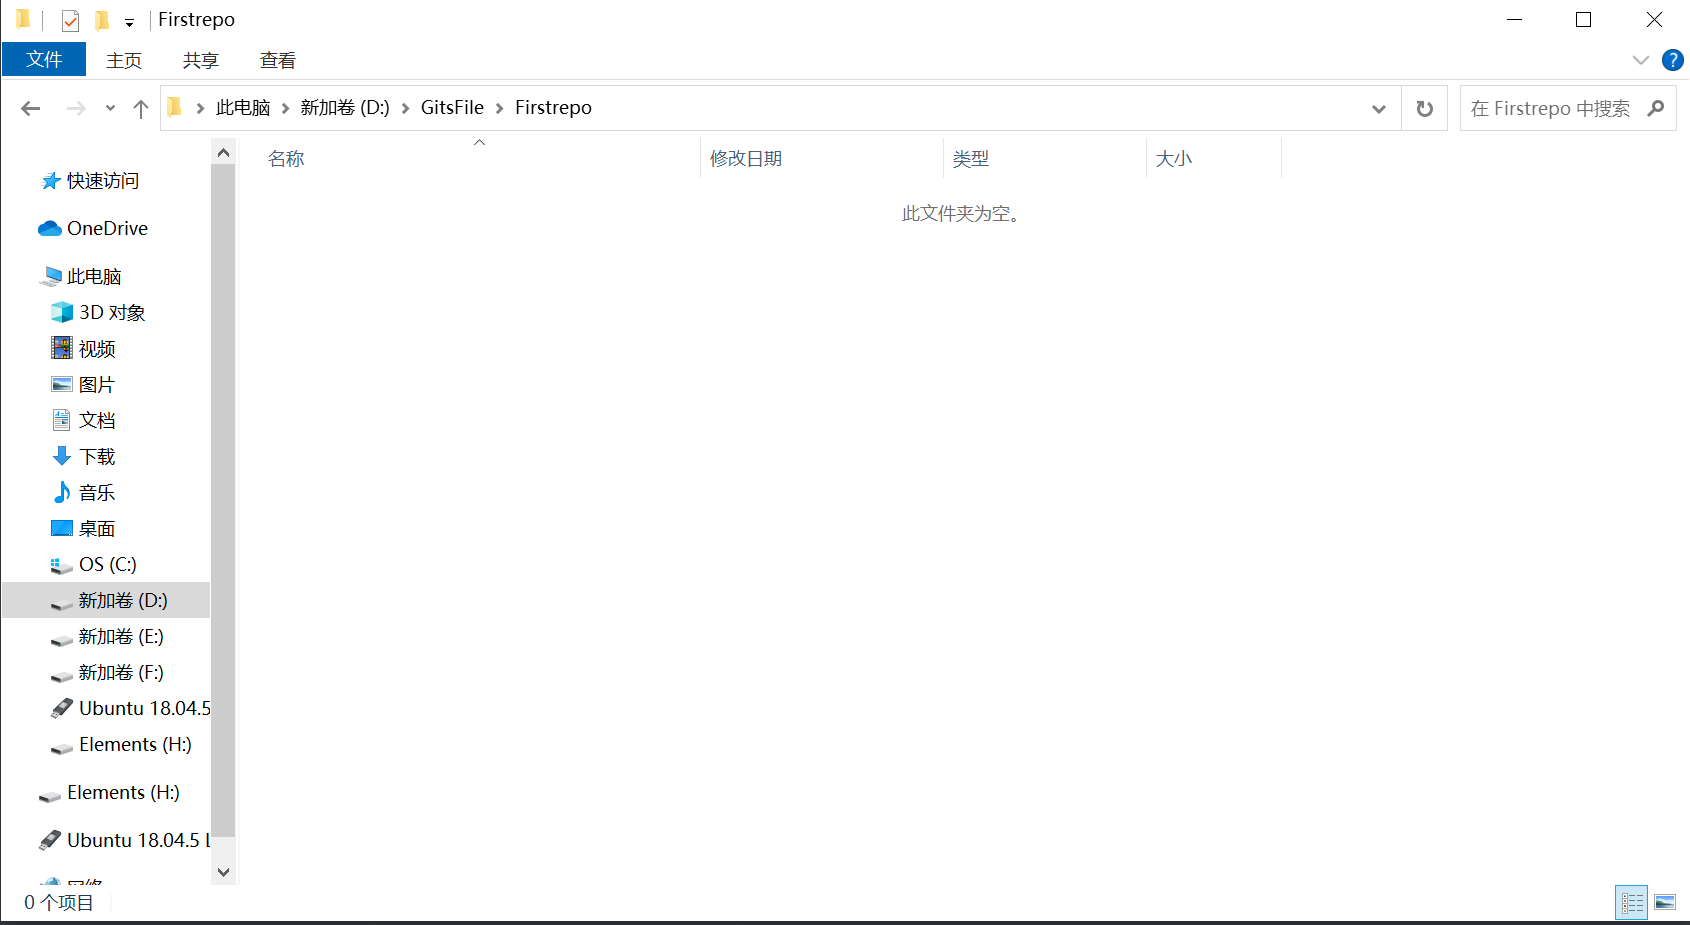 Firstrepo
文件 主页 共享 查看
此电脑 新加卷 (D:) GitsFile Firstrepo
在 Firstrepo 中搜索
名称 修改日期 类型 大小
此文件夹为空。
快速访问
OneDrive
此电脑
3D 对象
视频
图片
文档
下载
音乐
桌面
OS (C:)
新加卷 (D:)
新加卷 (E:)
新加卷 (F:)
Ubuntu 18.04.5
Elements (H:)
Elements (H:)
Ubuntu 18.04.5 L
网络
0 个项目